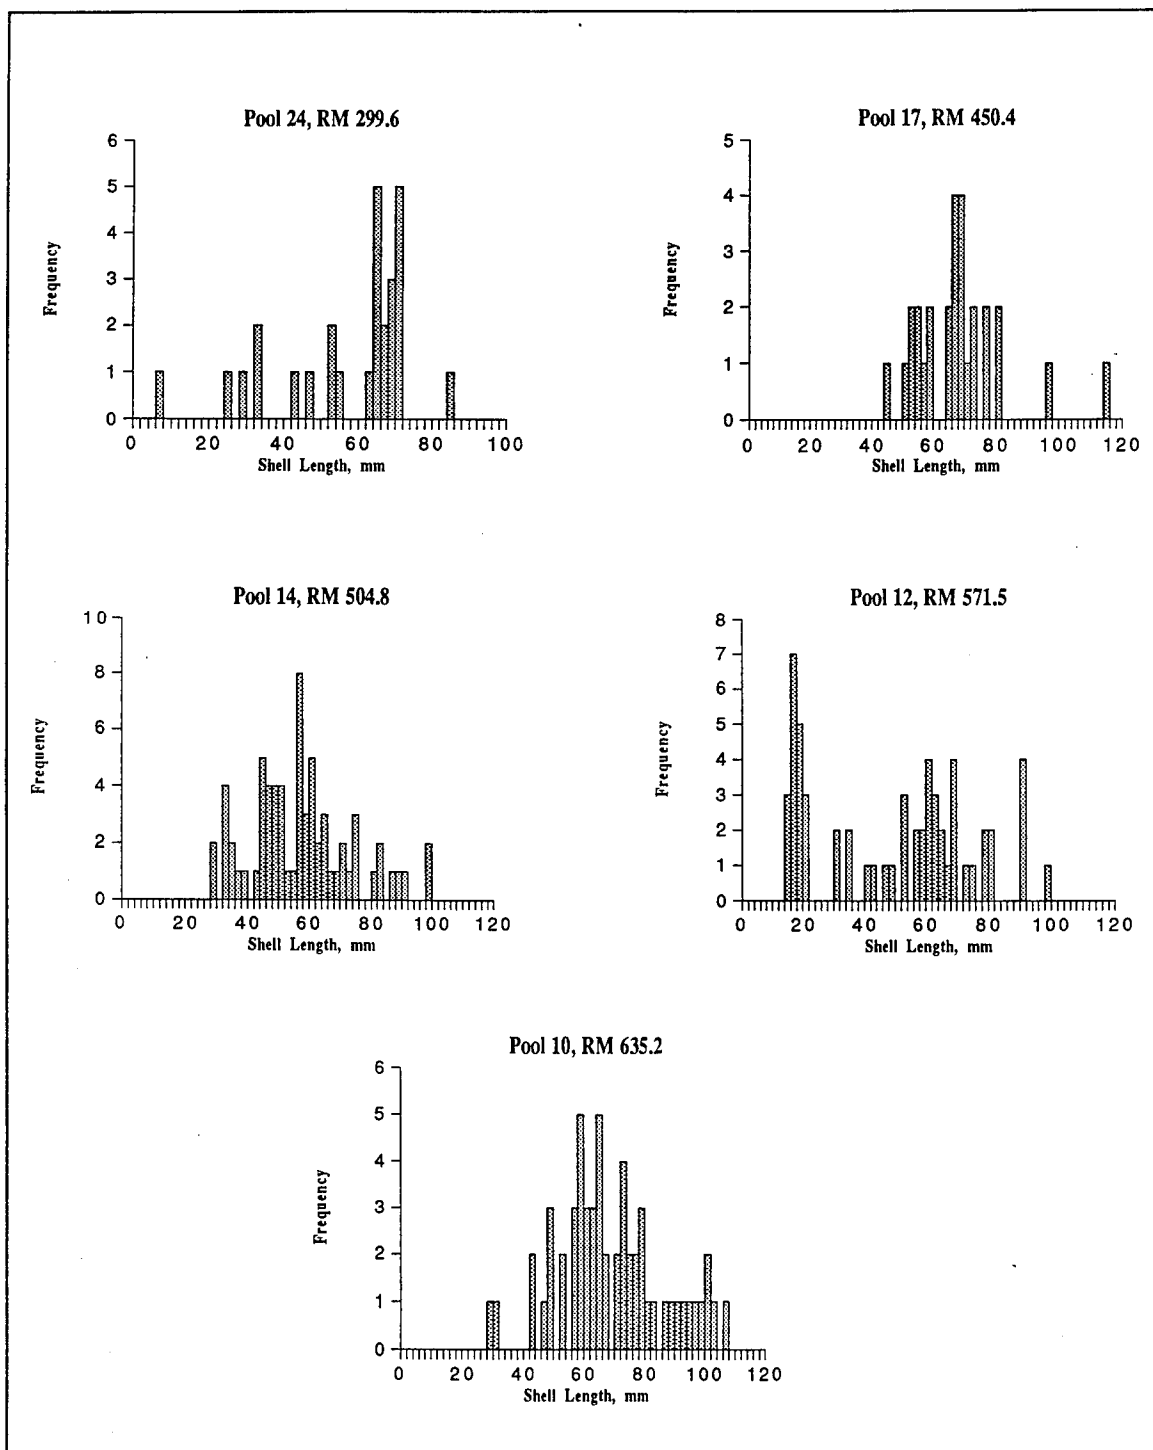 Pool 24, RM 299.6
6
5
4
3
2
1
0
Frequency
0 20 40 60 80 100
Shell Length, mm
Pool 17, RM 450.4
5
4
3
2
1
0
Frequency
0 20 40 60 80 100 120
Shell Length, mm
Pool 14, RM 504.8
10
8
6
4
2
0
Frequency
0 20 40 60 80 100 120
Shell Length, mm
Pool 12, RM 571.5
8
7
6
5
4
3
2
1
0
Frequency
0 20 40 60 80 100 120
Shell Length, mm
Pool 10, RM 635.2
6
5
4
3
2
1
0
Frequency
0 20 40 60 80 100 120
Shell Length, mm